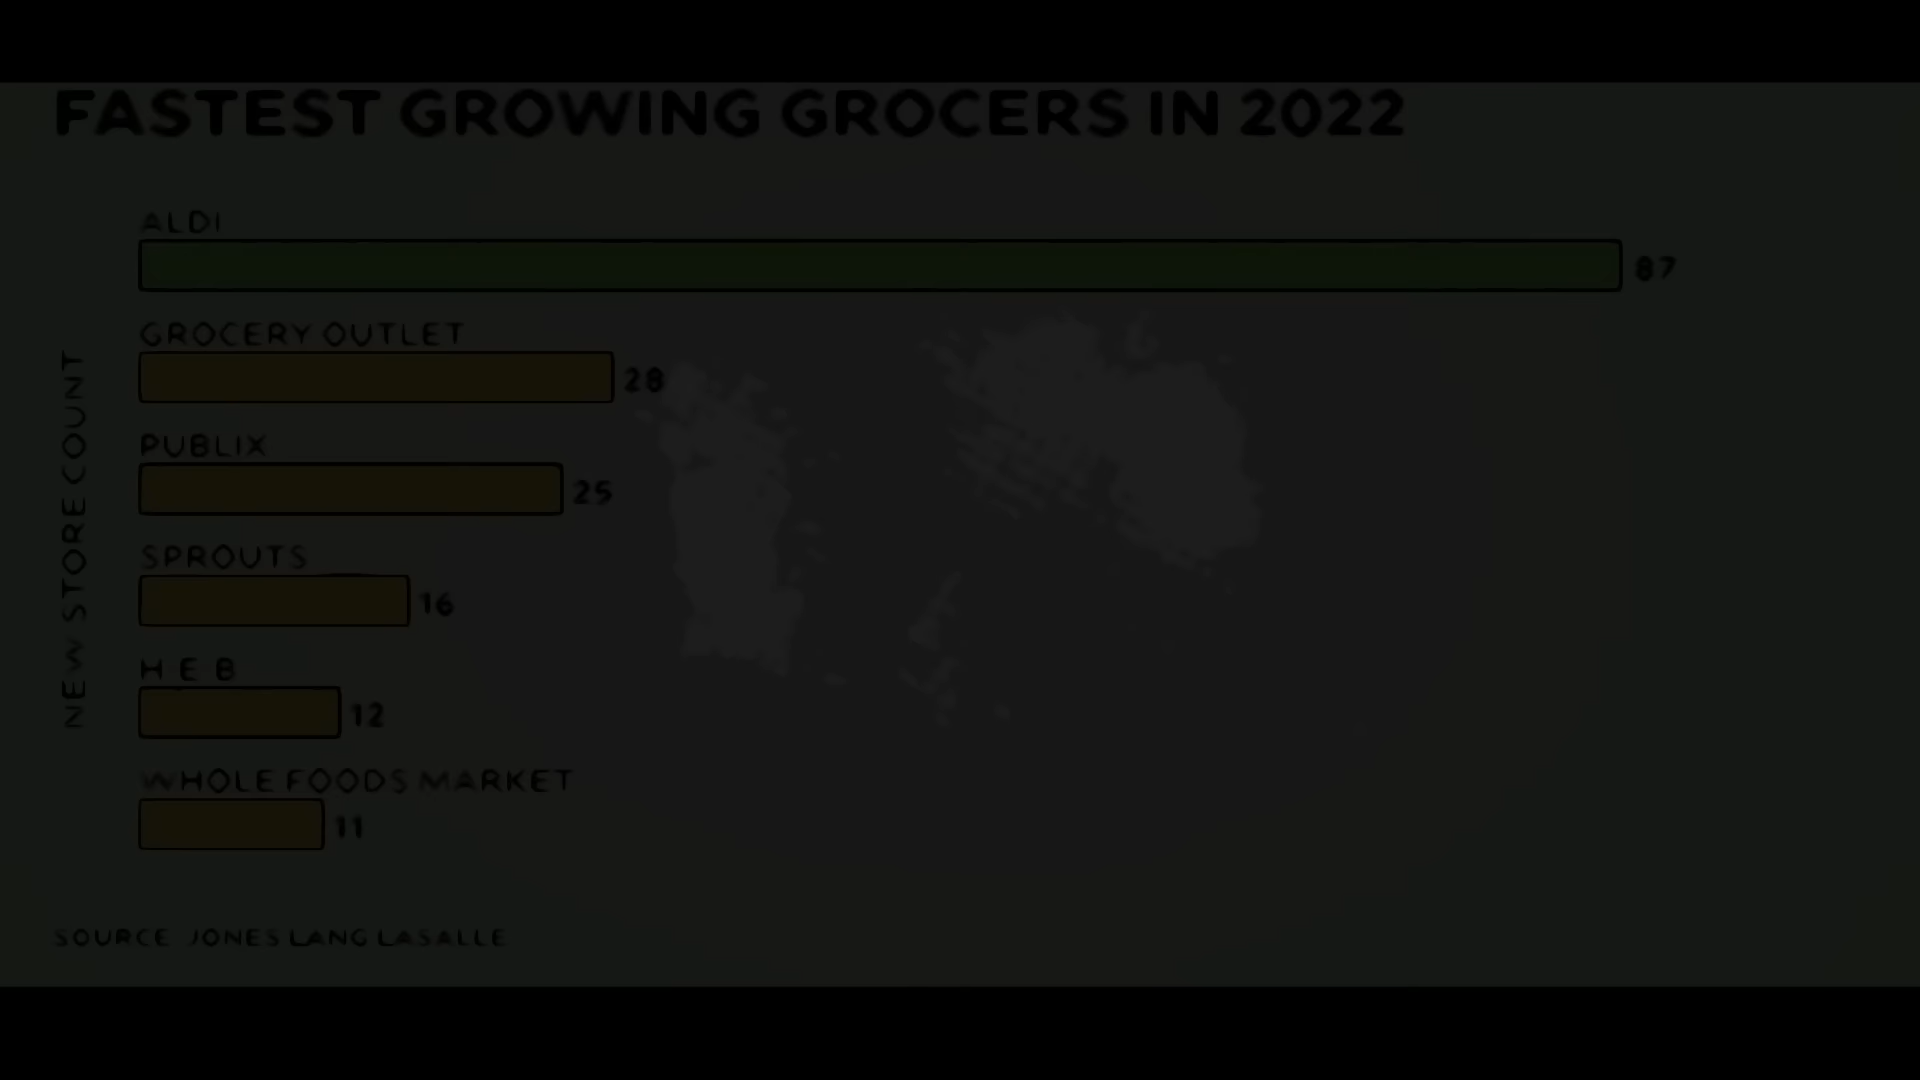 FASTEST GROWING GROCERS IN 2022
ALDI
87
GROCERY OUTLET
28
PUBLIX
25
SPROUTS
16
H E B
12
WHOLE FOODS MARKET
11
NEW STORE COUNT
SOURCE JONES LANG LASALLE